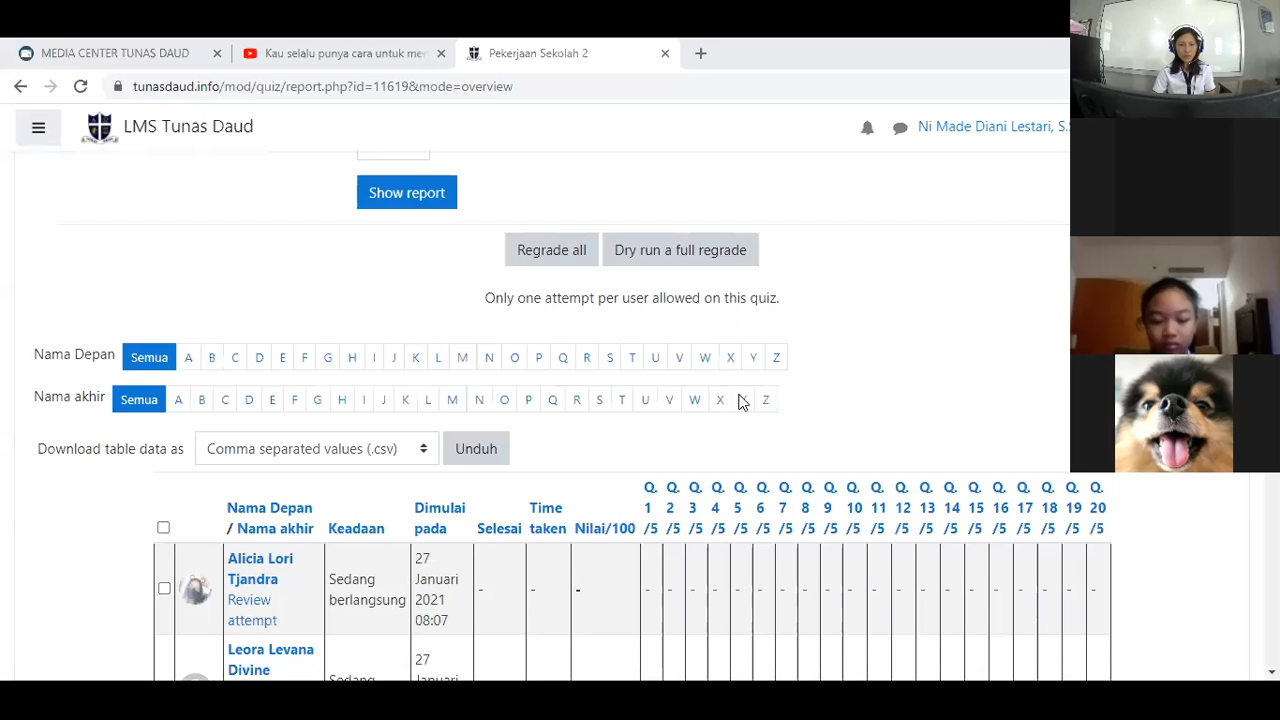 MEDIA CENTER TUNAS DAUD
Kau selalu punya cara untuk me
Pekerjaan Sekolah 2
tunasdaud.info/mod/quiz/report.php?id=11619&mode=overview
LMS Tunas Daud
Ni Made Diani Lestari, S.
Show report
Regrade all
Dry run a full regrade
Only one attempt per user allowed on this quiz.
Nama Depan Semua A B C D E F G H I J K L M N O P Q R S T U V W X Y Z
Nama akhir Semua A B C D E F G H I J K L M N O P Q R S T U V W X Z
Download table data as Comma separated values (.csv) Unduh
Nama Depan / Nama akhir
Keadaan
Dimulai pada
Selesai
Time taken
Nilai/100
Q. 1 /5
Q. 2 /5
Q. 3 /5
Q. 4 /5
Q. 5 /5
Q. 6 /5
Q. 7 /5
Q. 8 /5
Q. 9 /5
Q. 10 /5
Q. 11 /5
Q. 12 /5
Q. 13 /5
Q. 14 /5
Q. 15 /5
Q. 16 /5
Q. 17 /5
Q. 18 /5
Q. 19 /5
Q. 20 /5
Alicia Lori
Tjandra
Review
attempt
Sedang
berlangsung
27
Januari
2021
08:07
- - - - - - - - - - - - - - - - - - - - - - -
Leora Levana
Divine
Sedang
27
Januari